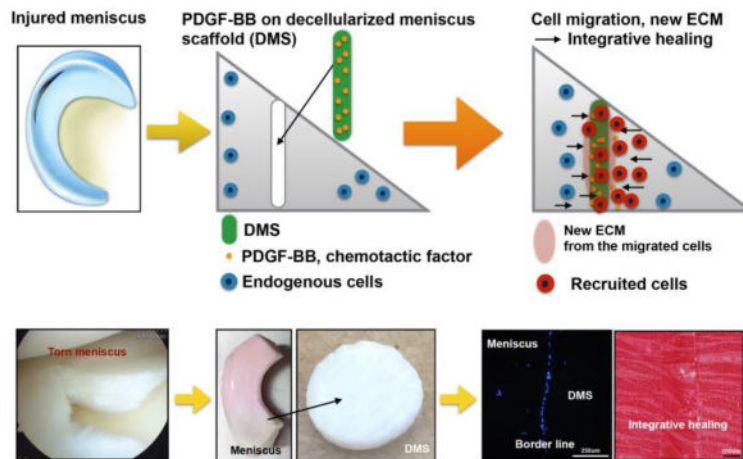 Injured meniscus
PDGF-BB on decellularized meniscus
scaffold (DMS)
Cell migration, new ECM
Integrative healing
DMS
PDGF-BB, chemotactic factor
Endogenous cells
New ECM
from the migrated cells
Recruited cells
Torn meniscus
Meniscus
DMS
Meniscus
DMS
Border line
250um
Integrative healing